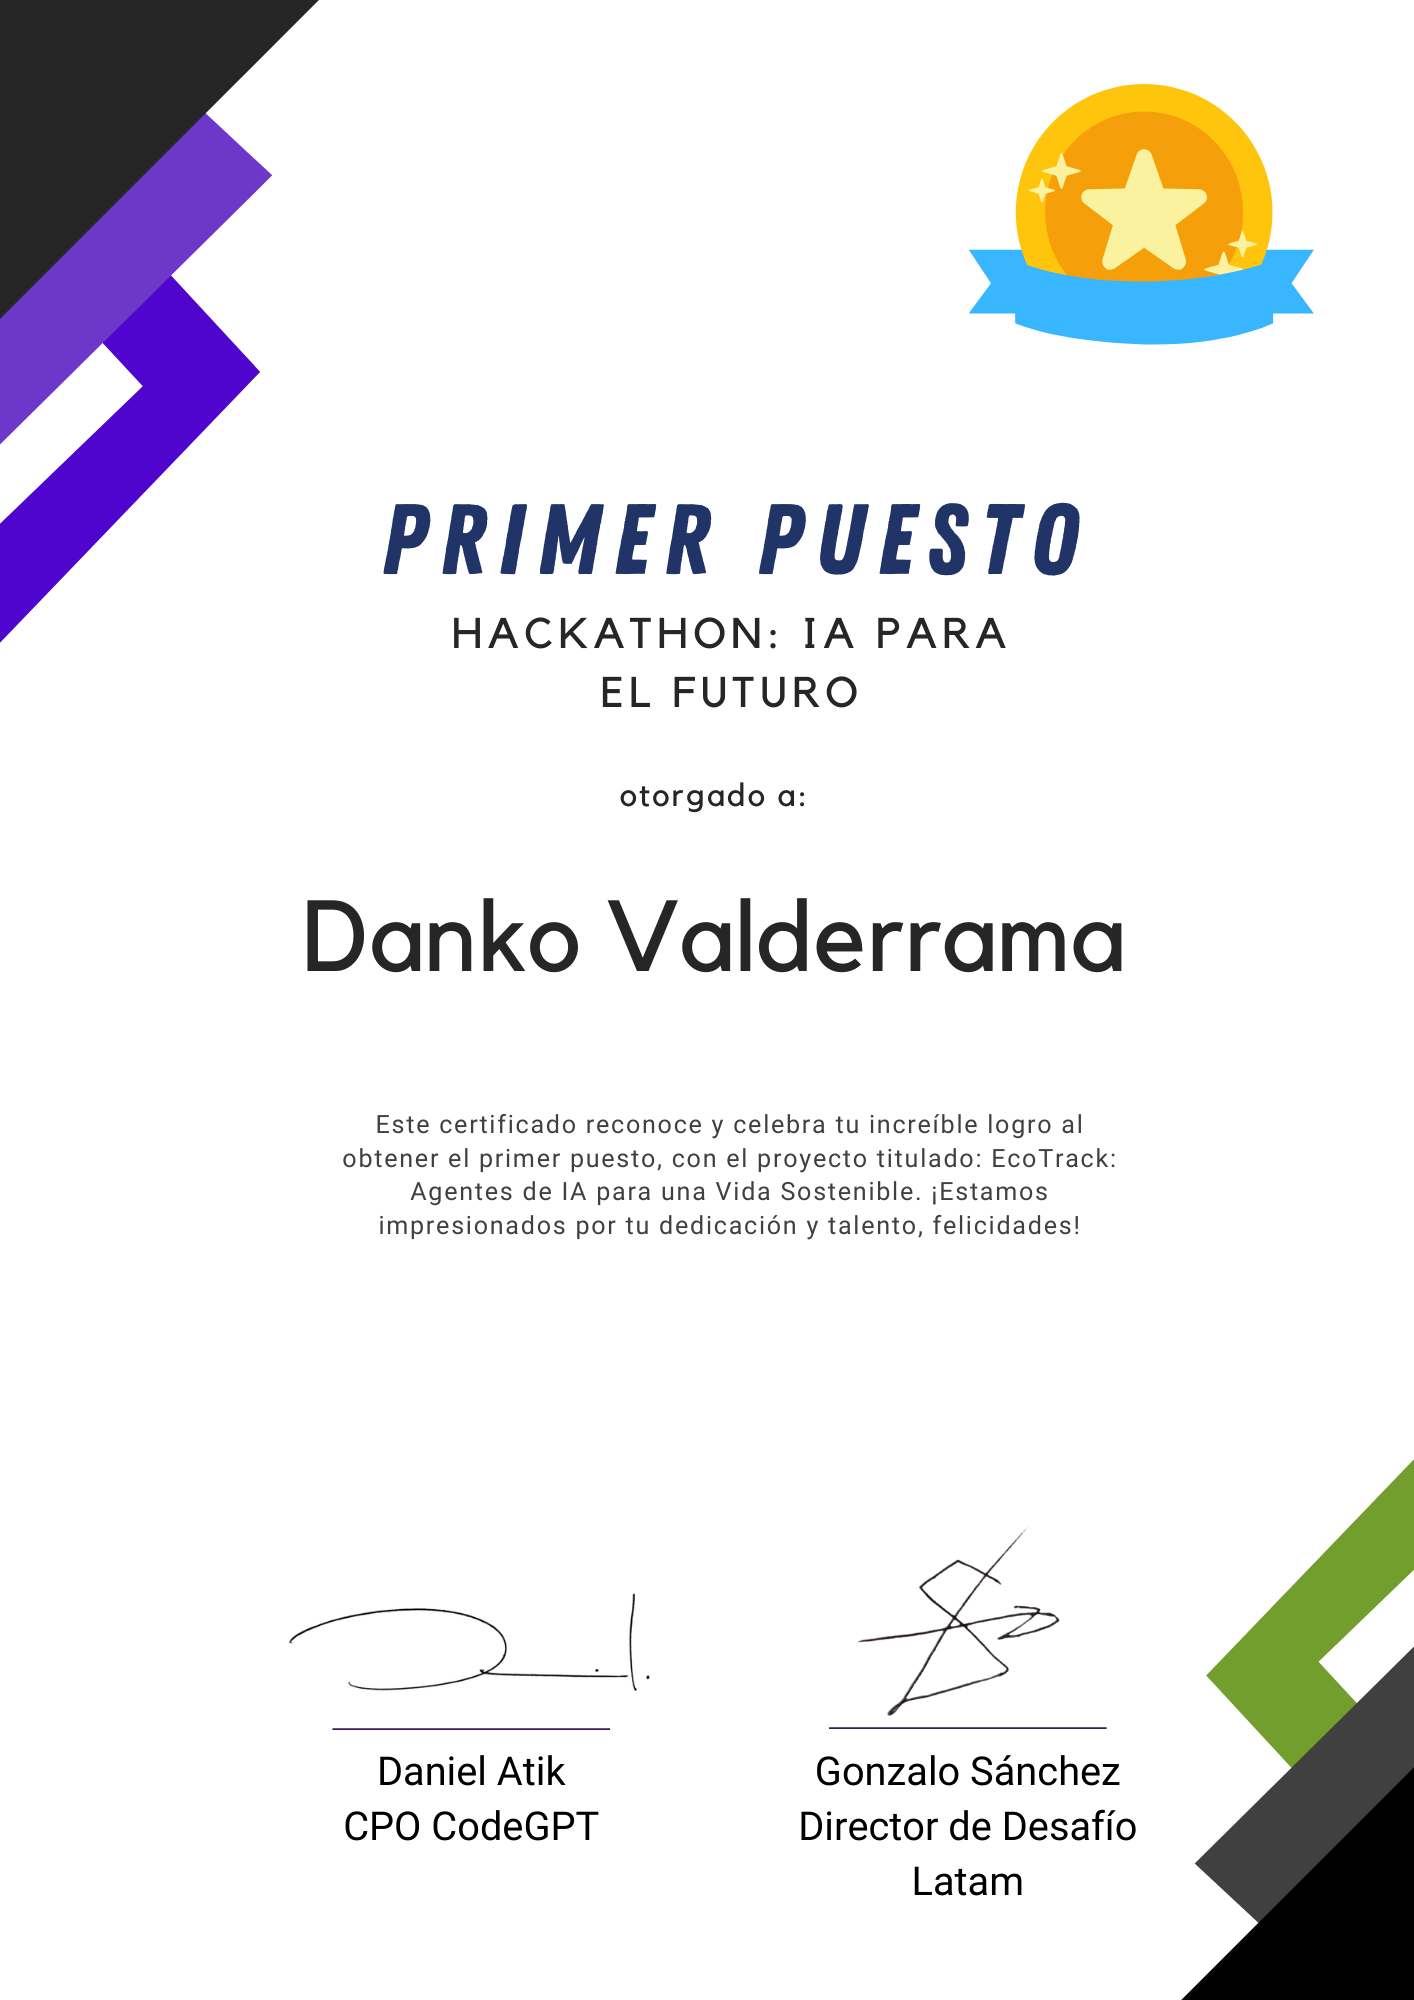 PRIMER PUESTO
HACKATHON: IA PARA
EL FUTURO
otorgado a:
Danko Valderrama
Este certificado reconoce y celebra tu increíble logro al
obtener el primer puesto, con el proyecto titulado: EcoTrack:
Agentes de IA para una Vida Sostenible. ¡Estamos
impresionados por tu dedicación y talento, felicidades!
Daniel Atik
CPO CodeGPT
Gonzalo Sánchez
Director de Desafío
Latam